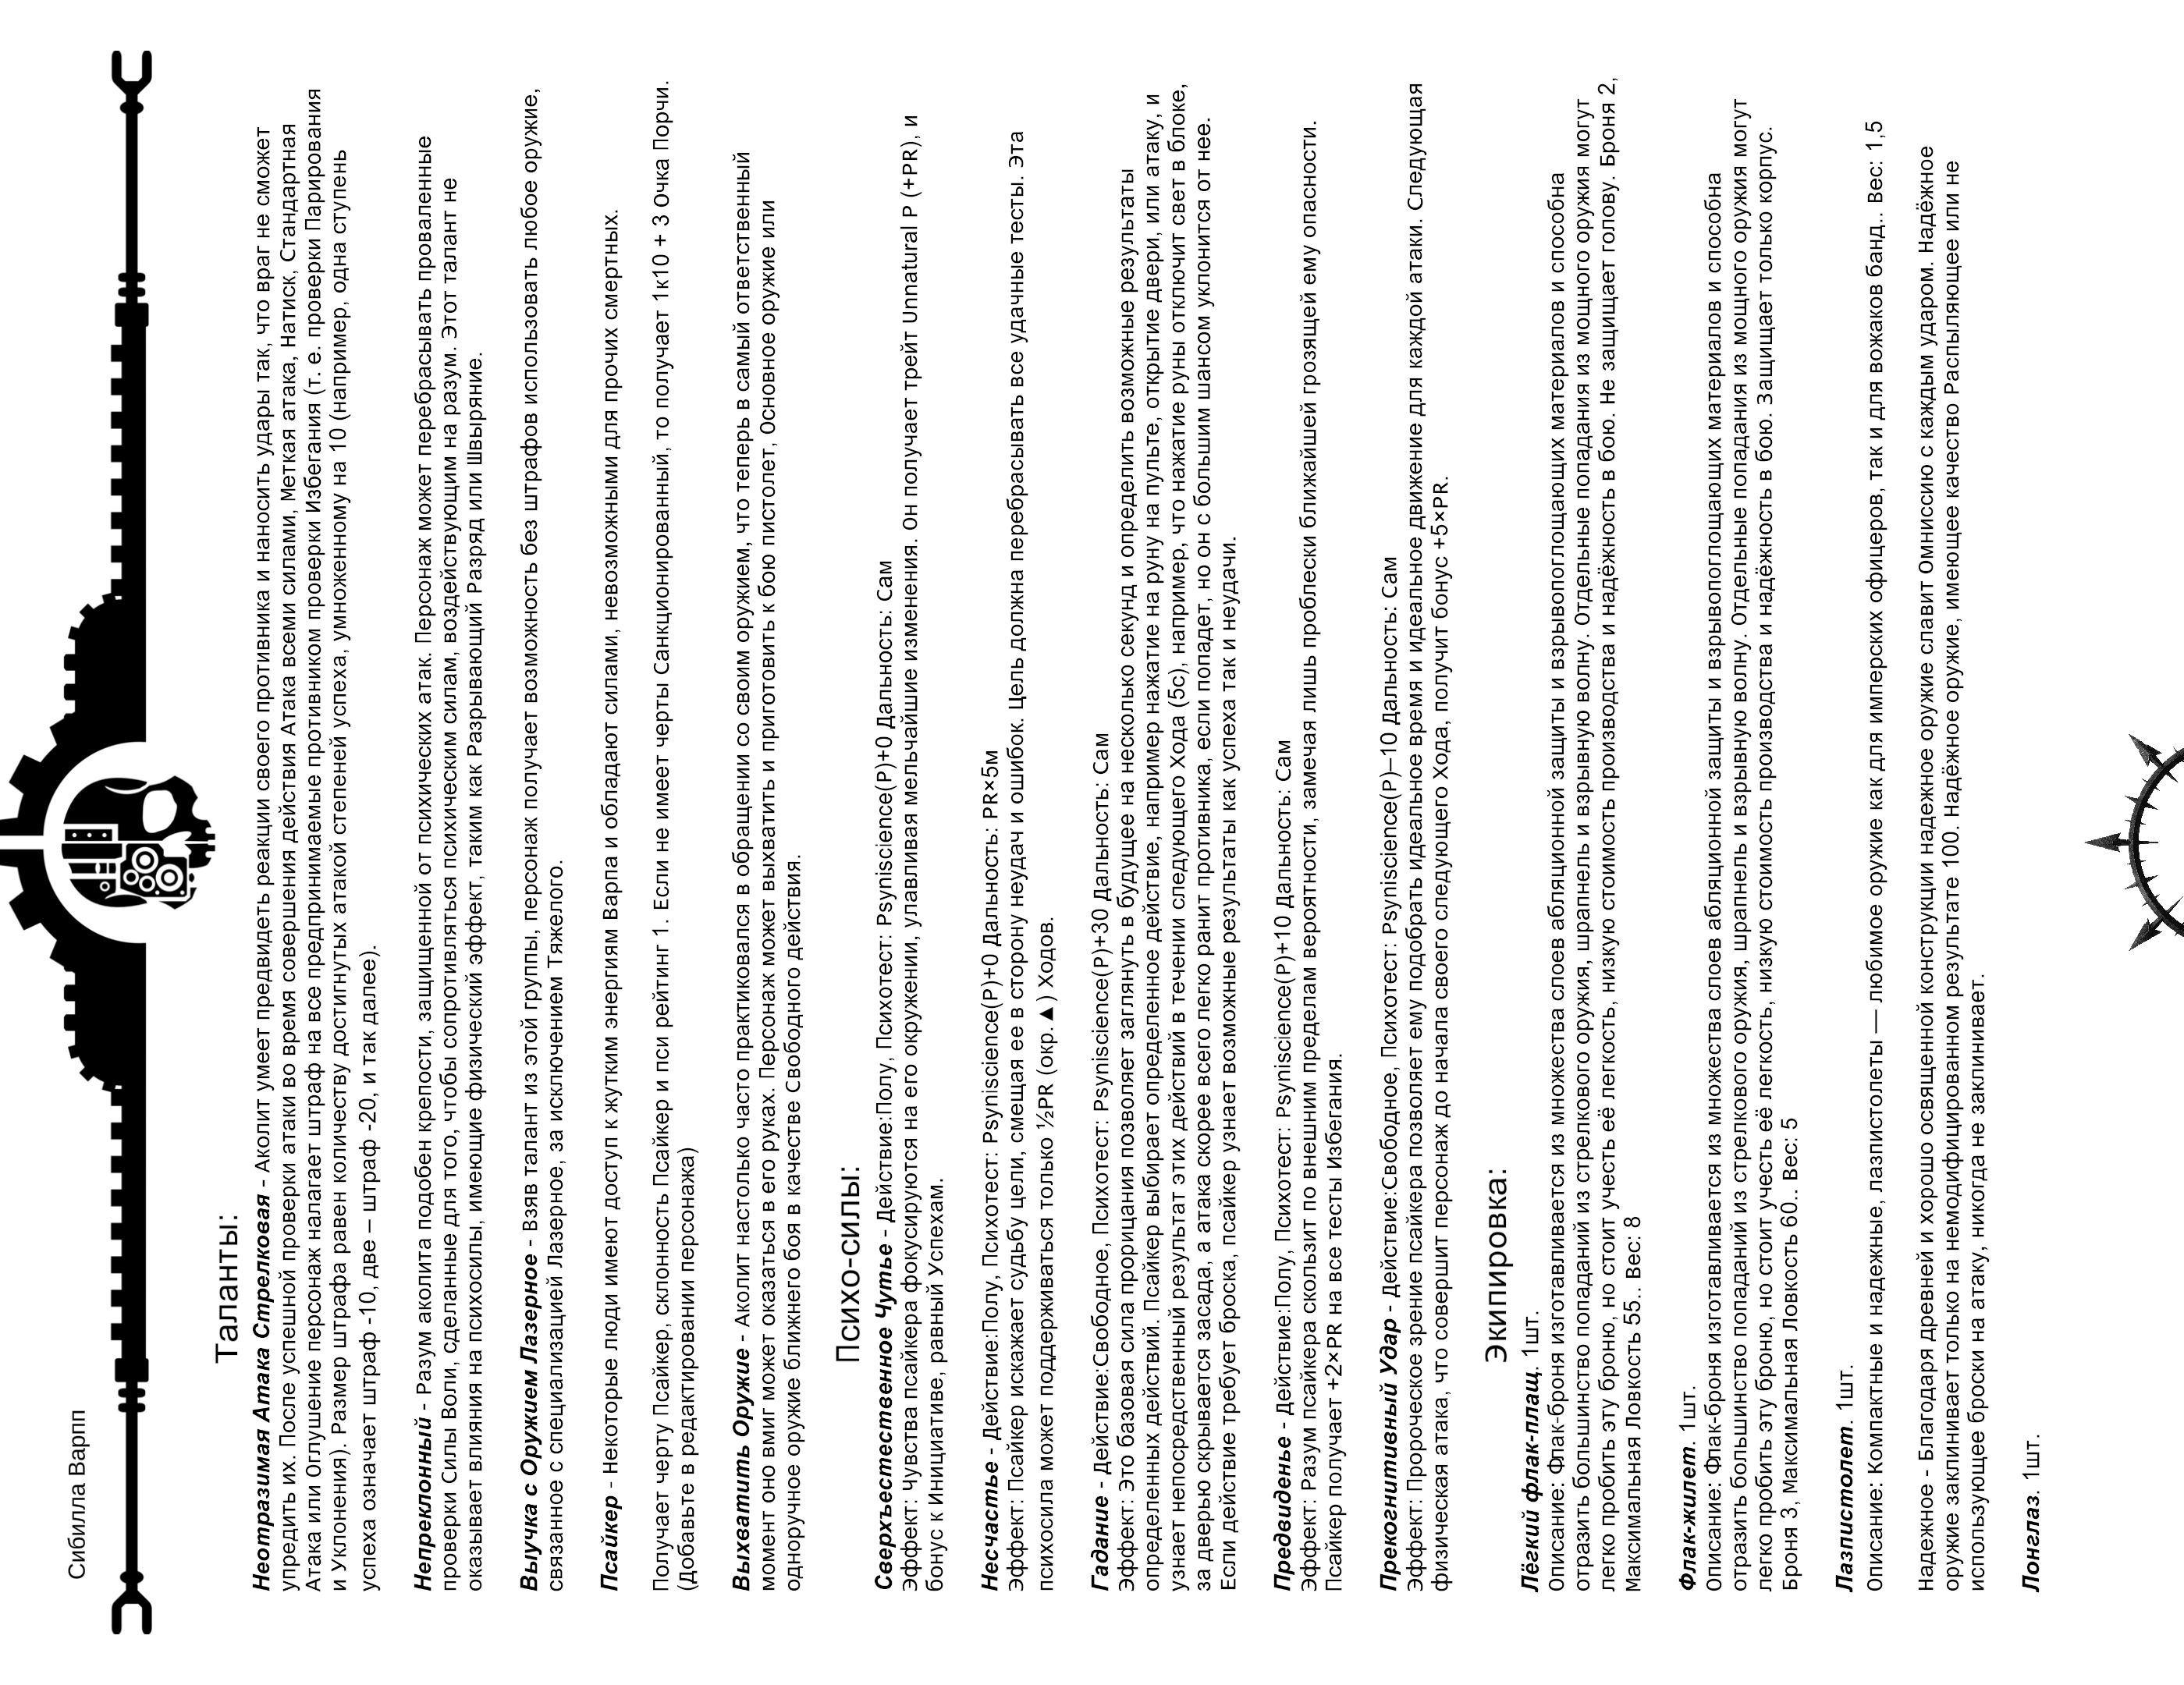 Сибилла Варпп
Таланты:
Неотразимая Атака Стрелковая - Аколит умеет предвидеть реакции своего противника и наносить удары так, что враг не сможет
упредить их. После успешной проверки атаки во время совершения действия Атака всеми силами, Меткая атака, Натиск, Стандартная
Атака или Оглушение персонаж налагает штраф на все предпринимаемые противником проверки Избегания (т. е. проверки Парирования
и Уклонения). Размер штрафа равен количеству достигнутых атакой степеней успеха, умноженному на 10 (например, одна ступень
успеха означает штраф -10, две – штраф -20, и так далее).
Непреклонный - Разум аколита подобен крепости, защищенной от психических атак. Персонаж может перебрасывать проваленные
проверки Силы Воли, сделанные для того, чтобы сопротивляться психическим силам, воздействующим на разум. Этот талант не
оказывает влияния на психосилы, имеющие физический эффект, таким как Разрывающий Разряд или Швыряние.
Выучка с Оружием Лазерное - Взяв талант из этой группы, персонаж получает возможность без штрафов использовать любое оружие,
связанное с специализацией Лазерное, за исключением Тяжелого.
Псайкер - Некоторые люди имеют доступ к жутким энергиям Варпа и обладают силами, невозможными для прочих смертных.
Получает черту Псайкер, склонность Псайкер и пси рейтинг 1. Если не имеет черты Санкционированный, то получает 1к10 + 3 Очка Порчи.
(Добавьте в редактировании персонажа)
Выхватить Оружие - Аколит настолько часто практиковался в обращении со своим оружием, что теперь в самый ответственный
момент оно вмиг может оказаться в его руках. Персонаж может выхватить и приготовить к бою пистолет, Основное оружие или
одноручное оружие ближнего боя в качестве Свободного действия.
Психо-силы:
Сверхъестественное Чутье - Действие:Полу, Психотест: Psyniscience(P)+0 Дальность: Сам
Эффект: Чувства псайкера фокусируются на его окружении, улавливая мельчайшие изменения. Он получает трейт Unnatural P (+PR), и
бонус к Инициативе, равный Успехам.
Несчастье - Действие:Полу, Психотест: Psyniscience(P)+0 Дальность: PR×5м
Эффект: Псайкер искажает судьбу цели, смещая ее в сторону неудач и ошибок. Цель должна перебрасывать все удачные тесты. Эта
психосила может поддерживаться только ½PR (окр.▲) Ходов.
Гадание - Действие:Свободное, Психотест: Psyniscience(P)+30 Дальность: Сам
Эффект: Это базовая сила прорицания позволяет заглянуть в будущее на несколько секунд и определить возможные результаты
определенных действий. Псайкер выбирает определенное действие, например нажатие на руну на пульте, открытие двери, или атаку, и
узнает непосредственный результат этих действий в течении следующего Хода (5с), например, что нажатие руны отключит свет в блоке,
за дверью скрывается засада, а атака скорее всего легко ранит противника, если попадет, но он с большим шансом уклонится от нее.
Если действие требует броска, псайкер узнает возможные результаты как успеха так и неудачи.
Предвиденье - Действие:Полу, Психотест: Psyniscience(P)+10 Дальность: Сам
Эффект: Разум псайкера скользит по внешним пределам вероятности, замечая лишь проблески ближайшей грозящей ему опасности.
Псайкер получает +2×PR на все тесты Избегания.
Прекогнитивный Удар - Действие:Свободное, Психотест: Psyniscience(P)–10 Дальность: Сам
Эффект: Пророческое зрение псайкера позволяет ему подобрать идеальное время и идеальное движение для каждой атаки. Следующая
физическая атака, что совершит персонаж до начала своего следующего Хода, получит бонус +5×PR.
Экипировка:
Лёгкий флак-плащ. 1шт.
Описание: Флак-броня изготавливается из множества слоев абляционной защиты и взрывопоглощающих материалов и способна
отразить большинство попаданий из стрелкового оружия, шрапнель и взрывную волну. Отдельные попадания из мощного оружия могут
легко пробить эту броню, но стоит учесть её легкость, низкую стоимость производства и надёжность в бою. Не защищает голову. Броня 2,
Максимальная Ловкость 55.. Вес: 8
Флак-жилет. 1шт.
Описание: Флак-броня изготавливается из множества слоев абляционной защиты и взрывопоглощающих материалов и способна
отразить большинство попаданий из стрелкового оружия, шрапнель и взрывную волну. Отдельные попадания из мощного оружия могут
легко пробить эту броню, но стоит учесть её легкость, низкую стоимость производства и надёжность в бою. Защищает только корпус.
Броня 3, Максимальная Ловкость 60.. Вес: 5
Лазпистолет. 1шт.
Описание: Компактные и надежные, лазпистолеты — любимое оружие как для имперских офицеров, так и для вожаков банд.. Вес: 1,5
Надежное - Благодаря древней и хорошо освященной конструкции надежное оружие славит Омниссию с каждым ударом. Надёжное
оружие заклинивает только на немодифицированном результате 100. Надёжное оружие, имеющее качество Распыляющее или не
использующее броски на атаку, никогда не заклинивает.
Лонглаз. 1шт.